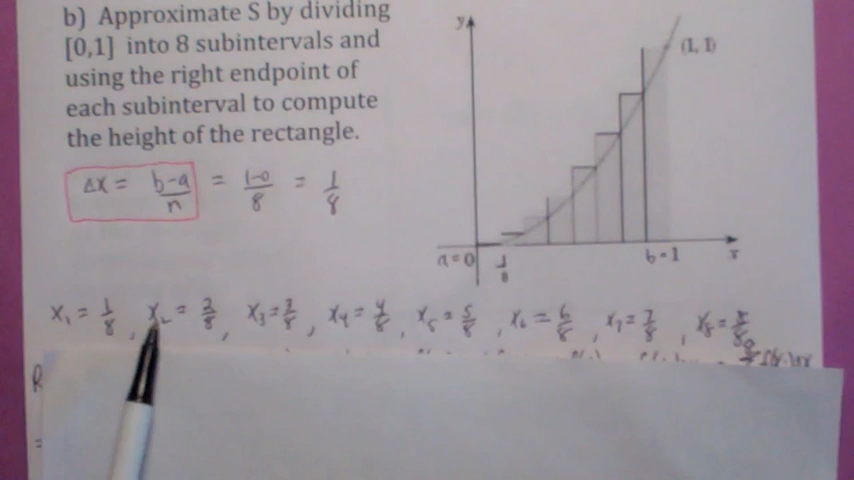 b) Approximate S by dividing
[0,1] into 8 subintervals and
using the right endpoint of
each subinterval to compute
the height of the rectangle.
Δx = b-a/n = 1-0/8 = 1/8
y
(1, 1)
a=0
1/8
b=1
x
x₁ = 1/8, x₂ = 2/8, x₃ = 3/8, x₄ = 4/8, x₅ = 5/8, x₆ = 6/8, x₇ = 7/8, x₈ = 8/8
R
=